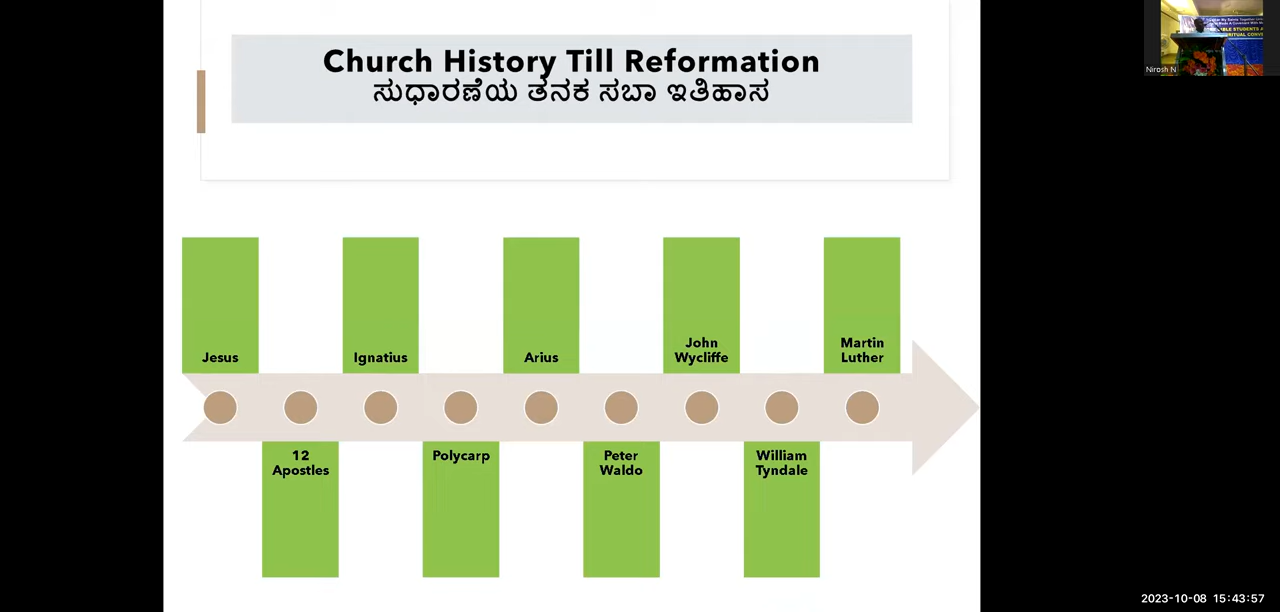 Church History Till Reformation
ಸುಧಾರಣೆಯ ತನಕ ಸಬಾ ಇತಿಹಾಸ
Jesus
Ignatius
Arius
John
Wycliffe
Martin
Luther
12
Apostles
Polycarp
Peter
Waldo
William
Tyndale
Nirosh N
2023-10-08 15:43:57